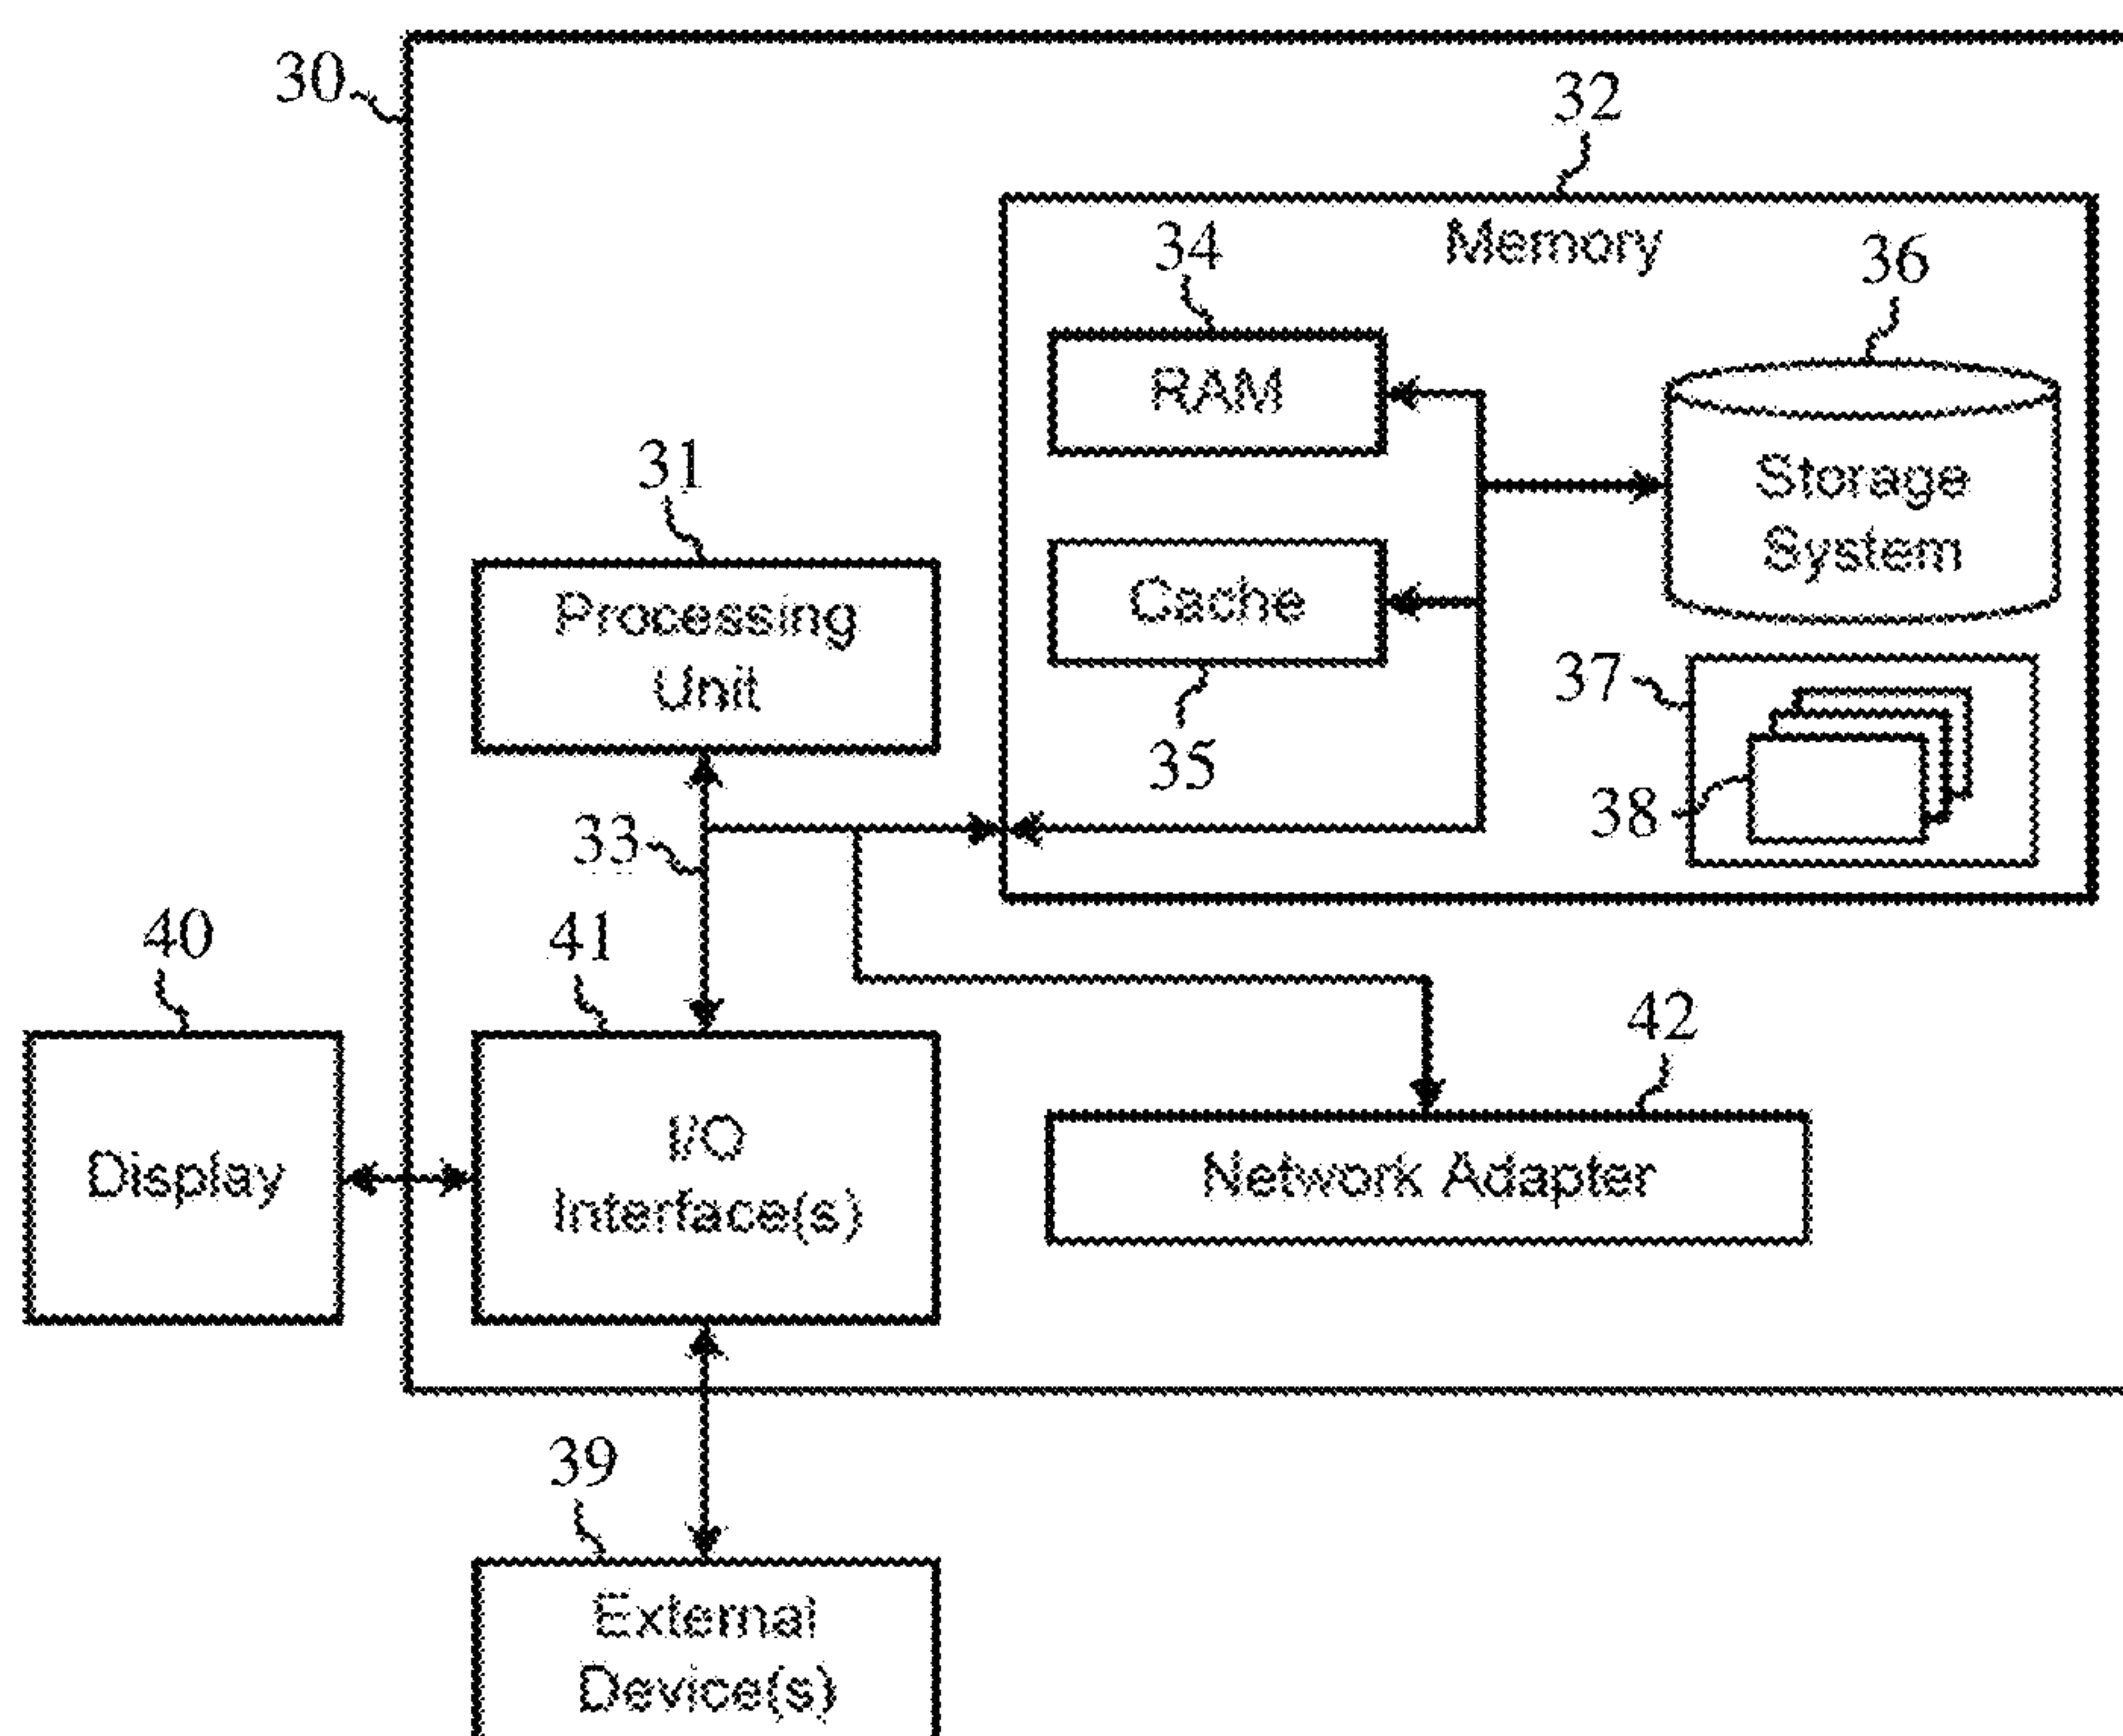 30
32
Memory
34
36
RAM
Storage
System
31
Processing
Unit
Cache
37
35
38
33
40
41
42
Display
I/O
Interface(s)
Network Adapter
39
External
Device(s)